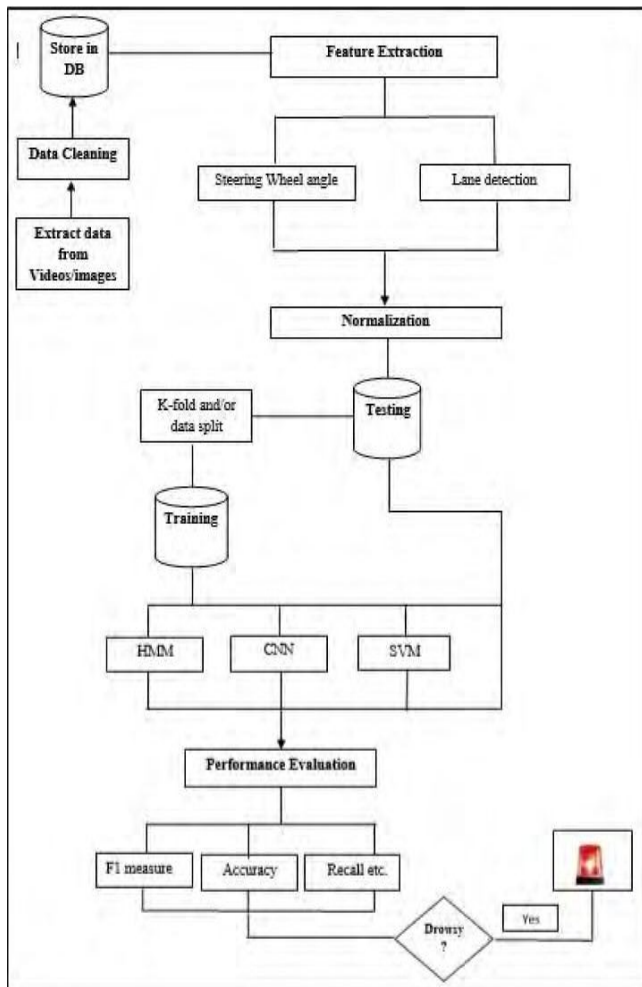 Store in
DB
Feature Extraction
Data Cleaning
Steering Wheel angle
Lane detection
Extract data
from
Videos/images
Normalization
K-fold and/or
data split
Testing
Training
HMM
CNN
SVM
Performance Evaluation
F1 measure
Accuracy
Recall etc.
Drowzy
?
Yes